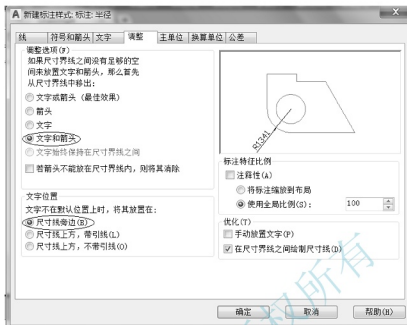 新建标注样式: 标注: 半径
线 符号和箭头 文字 调整 主单位 换算单位 公差
调整选项(F)
如果尺寸界线之间没有足够的空
间来放置文字和箭头，那么首先
从尺寸界线中移出:
文字或箭头 (最佳效果)
箭头
文字
文字和箭头
文字始终保持在尺寸界线之间
若箭头不能放在尺寸界线内，则将其消除
文字位置
文字不在默认位置上时，将其放置在:
尺寸线旁边(B)
尺寸线上方，带引线(L)
尺寸线上方，不带引线(O)
R1341
标注特征比例
注释性(A)
将标注缩放到布局
使用全局比例(S): 100
优化(T)
手动放置文字(P)
在尺寸界线之间绘制尺寸线(D)
确定 取消 帮助(H)